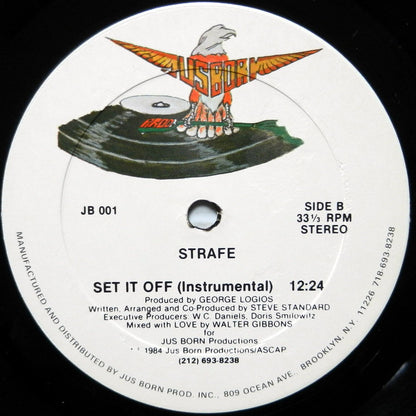 JUS BORN
JB 001
SIDE B
33⅓ RPM
STEREO
STRAFE
SET IT OFF (Instrumental) 12:24
Produced by GEORGE LOGIOS
Written, Arranged and Co-Produced by STEVE STANDARD
Executive Producers: W.C. Daniels, Doris Smilowitz
Mixed with LOVE by WALTER GIBBONS
for
JUS BORN Productions
1984 Jus Born Productions/ASCAP
(212) 693-8238
MANUFACTURED AND DISTRIBUTED BY JUS BORN PROD. INC., 809 OCEAN AVE. BROOKLYN, N.Y. 11226 718-693-8238